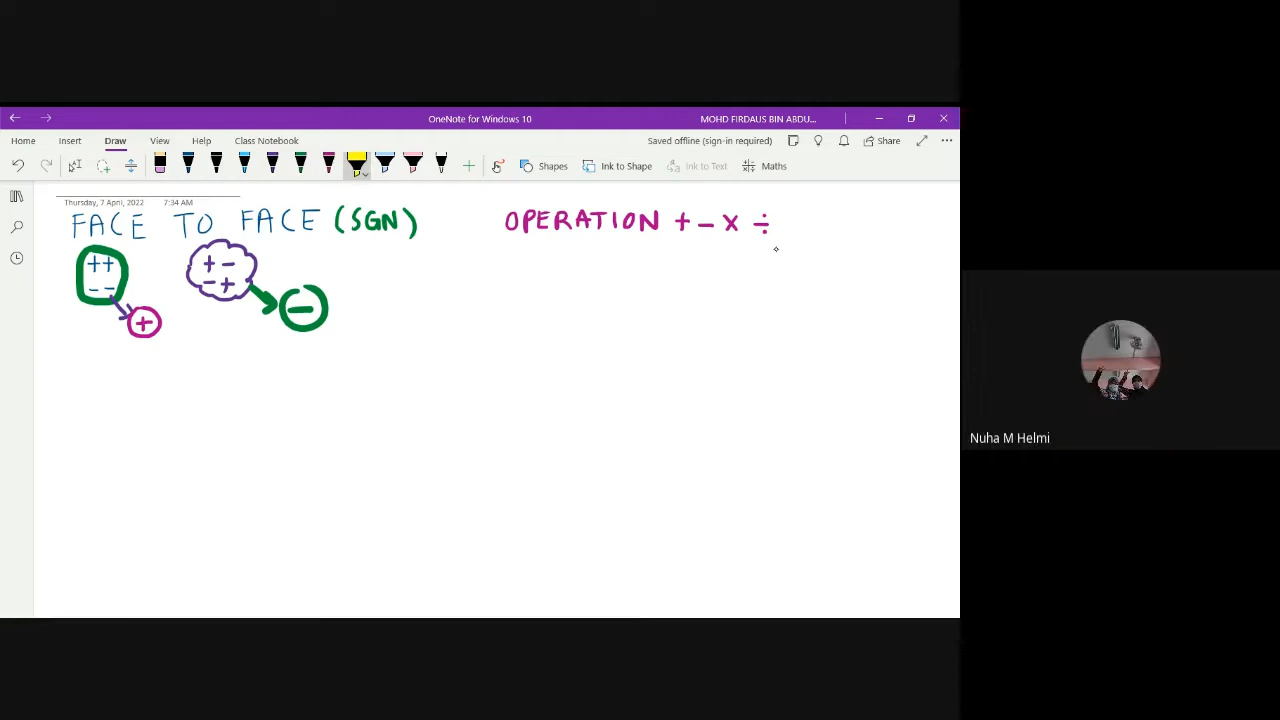 OneNote for Windows 10
MOHD FIRDAUS BIN ABDU...
Home Insert Draw View Help Class Notebook
Saved offline (sign-in required) Share
Shapes Ink to Shape Ink to Text Maths
Thursday, 7 April, 2022 7:34 AM
FACE TO FACE (SGN)
OPERATION + - x ÷
++
--
+
+-
-+
-
Nuha M Helmi